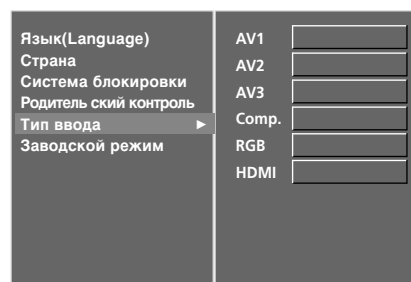 Язык(Language)
Страна
Система блокировки
Родитель ский контроль
Тип ввода ►
Заводской режим
AV1
AV2
AV3
Comp.
RGB
HDMI